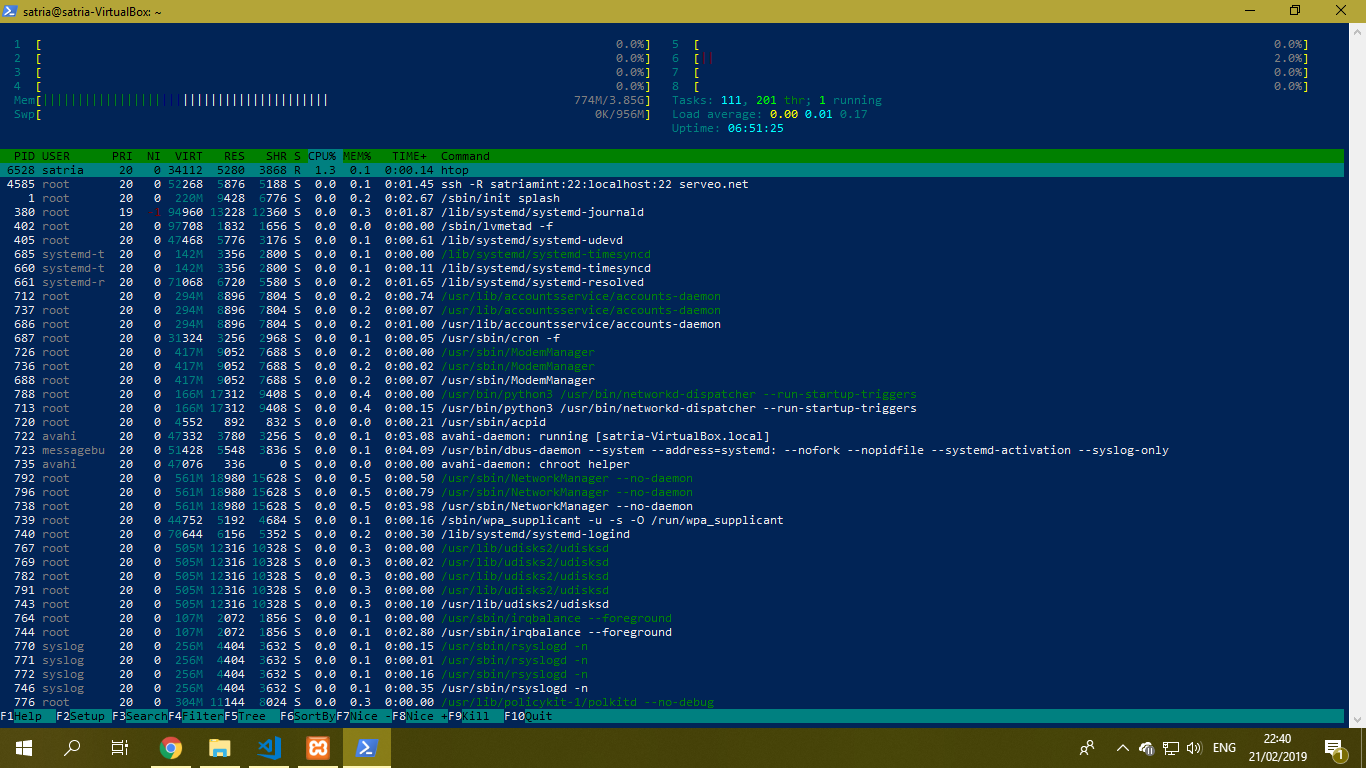 satria@satria-VirtualBox: ~
1 [ 0.0%] 5 [ 0.0%]
2 [ 0.0%] 6 [|| 2.0%]
3 [ 0.0%] 7 [ 0.0%]
4 [ 0.0%] 8 [ 0.0%]
Mem[||||||||||||||||||||||||||||||||||||||||| 774M/3.85G] Tasks: 111, 201 thr; 1 running
Swp[ 0K/956M] Load average: 0.00 0.01 0.17
Uptime: 06:51:25
PID USER PRI NI VIRT RES SHR S CPU% MEM% TIME+ Command
6528 satria 20 0 34112 5280 3868 R 1.3 0.1 0:00.14 htop
4585 root 20 0 52268 5876 5188 S 0.0 0.1 0:01.45 ssh -R satriamint:22:localhost:22 serveo.net
1 root 20 0 220M 9428 6776 S 0.0 0.2 0:02.67 /sbin/init splash
380 root 19 -1 94960 13228 12360 S 0.0 0.3 0:01.87 /lib/systemd/systemd-journald
402 root 20 0 97708 1832 1656 S 0.0 0.0 0:00.00 /sbin/lvmetad -f
405 root 20 0 47468 5776 3176 S 0.0 0.1 0:00.61 /lib/systemd/systemd-udevd
685 systemd-t 20 0 142M 3356 2800 S 0.0 0.1 0:00.00 /lib/systemd/systemd-timesyncd
660 systemd-t 20 0 142M 3356 2800 S 0.0 0.1 0:00.11 /lib/systemd/systemd-timesyncd
661 systemd-r 20 0 71068 6720 5580 S 0.0 0.2 0:01.65 /lib/systemd/systemd-resolved
712 root 20 0 294M 8896 7804 S 0.0 0.2 0:00.74 /usr/lib/accountsservice/accounts-daemon
737 root 20 0 294M 8896 7804 S 0.0 0.2 0:00.07 /usr/lib/accountsservice/accounts-daemon
686 root 20 0 294M 8896 7804 S 0.0 0.2 0:01.00 /usr/lib/accountsservice/accounts-daemon
687 root 20 0 31324 3256 2968 S 0.0 0.1 0:00.05 /usr/sbin/cron -f
726 root 20 0 417M 9052 7688 S 0.0 0.2 0:00.00 /usr/sbin/ModemManager
736 root 20 0 417M 9052 7688 S 0.0 0.2 0:00.02 /usr/sbin/ModemManager
688 root 20 0 417M 9052 7688 S 0.0 0.2 0:00.07 /usr/sbin/ModemManager
788 root 20 0 166M 17312 9408 S 0.0 0.4 0:00.00 /usr/bin/python3 /usr/bin/networkd-dispatcher --run-startup-triggers
713 root 20 0 166M 17312 9408 S 0.0 0.4 0:00.15 /usr/bin/python3 /usr/bin/networkd-dispatcher --run-startup-triggers
720 root 20 0 4552 892 832 S 0.0 0.0 0:00.21 /usr/sbin/acpid
722 avahi 20 0 47332 3780 3256 S 0.0 0.1 0:03.08 avahi-daemon: running [satria-VirtualBox.local]
723 messagebu 20 0 51428 5548 3836 S 0.0 0.1 0:04.09 /usr/bin/dbus-daemon --system --address=systemd: --nofork --nopidfile --systemd-activation --syslog-only
735 avahi 20 0 47076 336 0 S 0.0 0.0 0:00.00 avahi-daemon: chroot helper
792 root 20 0 561M 18980 15628 S 0.0 0.5 0:00.50 /usr/sbin/NetworkManager --no-daemon
796 root 20 0 561M 18980 15628 S 0.0 0.5 0:00.79 /usr/sbin/NetworkManager --no-daemon
738 root 20 0 561M 18980 15628 S 0.0 0.5 0:03.98 /usr/sbin/NetworkManager --no-daemon
739 root 20 0 44752 5192 4684 S 0.0 0.1 0:00.16 /sbin/wpa_supplicant -u -s -O /run/wpa_supplicant
740 root 20 0 70644 6156 5352 S 0.0 0.2 0:00.30 /lib/systemd/systemd-logind
767 root 20 0 505M 12316 10328 S 0.0 0.3 0:00.00 /usr/lib/udisks2/udisksd
769 root 20 0 505M 12316 10328 S 0.0 0.3 0:00.02 /usr/lib/udisks2/udisksd
782 root 20 0 505M 12316 10328 S 0.0 0.3 0:00.00 /usr/lib/udisks2/udisksd
791 root 20 0 505M 12316 10328 S 0.0 0.3 0:00.00 /usr/lib/udisks2/udisksd
743 root 20 0 505M 12316 10328 S 0.0 0.3 0:00.10 /usr/lib/udisks2/udisksd
764 root 20 0 107M 2072 1856 S 0.0 0.1 0:00.00 /usr/sbin/irqbalance --foreground
744 root 20 0 107M 2072 1856 S 0.0 0.1 0:02.80 /usr/sbin/irqbalance --foreground
770 syslog 20 0 256M 4404 3632 S 0.0 0.1 0:00.15 /usr/sbin/rsyslogd -n
771 syslog 20 0 256M 4404 3632 S 0.0 0.1 0:00.01 /usr/sbin/rsyslogd -n
772 syslog 20 0 256M 4404 3632 S 0.0 0.1 0:00.16 /usr/sbin/rsyslogd -n
746 syslog 20 0 256M 4404 3632 S 0.0 0.1 0:00.35 /usr/sbin/rsyslogd -n
776 root 20 0 304M 11144 8024 S 0.0 0.3 0:00.00 /usr/lib/policykit-1/polkitd --no-debug
F1Help F2Setup F3SearchF4FilterF5Tree F6SortByF7Nice -F8Nice +F9Kill F10Quit
ENG
22:40
21/02/2019
1